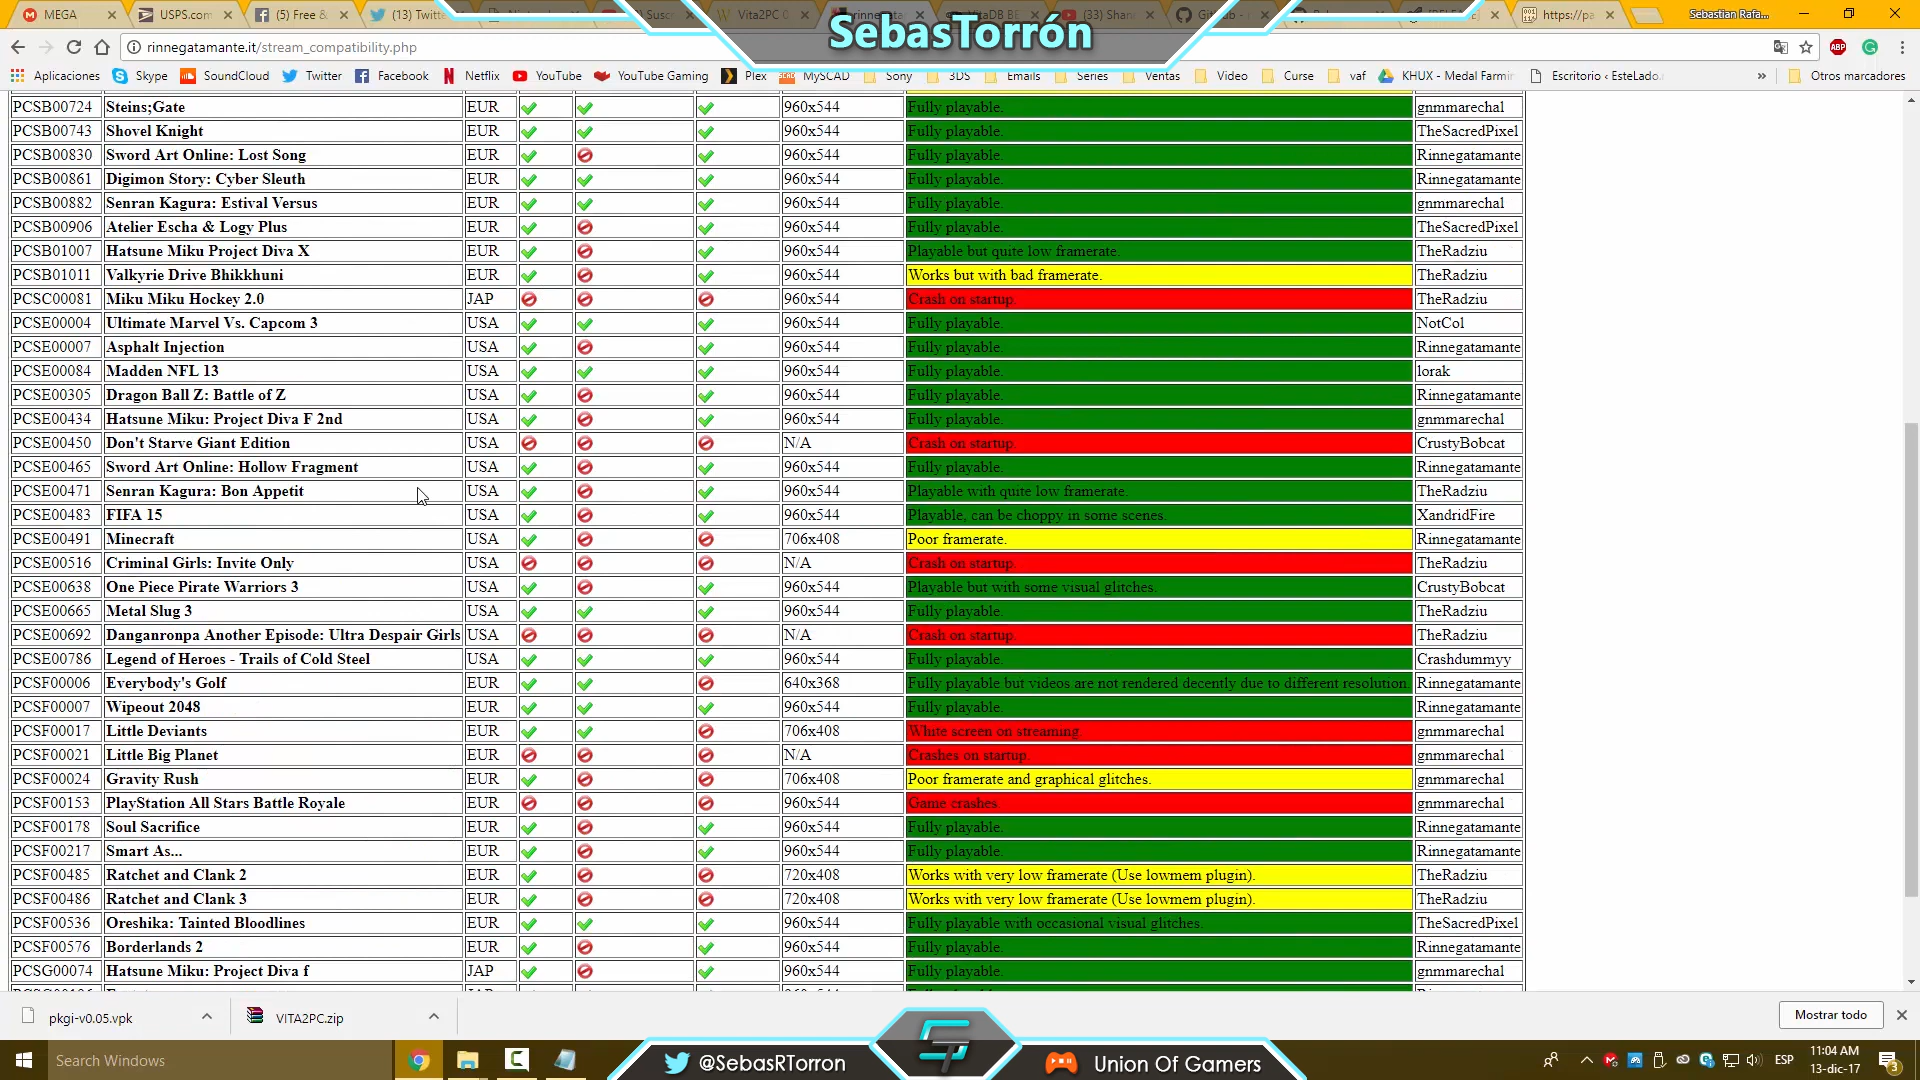 MEGA
USPS.com
(5) Free &
(13) Twitte
Vita2PC
VitaDB BE
(33) Shan
https://pa
Sebastian Rafa...
SebasTorrón
rinnegatamante.it/stream_compatibility.php
Aplicaciones Skype SoundCloud Twitter Facebook Netflix YouTube YouTube Gaming Plex MySCAD Sony 3DS Emails Series Ventas Video Curse vaf KHUX - Medal Farmin Escritorio ‹ EsteLado. » Otros marcadores
PCSB00724 Steins;Gate EUR 960x544 Fully playable. gnmmarechal
PCSB00743 Shovel Knight EUR 960x544 Fully playable. TheSacredPixel
PCSB00830 Sword Art Online: Lost Song EUR 960x544 Fully playable. Rinnegatamante
PCSB00861 Digimon Story: Cyber Sleuth EUR 960x544 Fully playable. Rinnegatamante
PCSB00882 Senran Kagura: Estival Versus EUR 960x544 Fully playable. gnmmarechal
PCSB00906 Atelier Escha & Logy Plus EUR 960x544 Fully playable. TheSacredPixel
PCSB01007 Hatsune Miku Project Diva X EUR 960x544 Playable but quite low framerate. TheRadziu
PCSB01011 Valkyrie Drive Bhikkhuni EUR 960x544 Works but with bad framerate. TheRadziu
PCSC00081 Miku Miku Hockey 2.0 JAP 960x544 Crash on startup. TheRadziu
PCSE00004 Ultimate Marvel Vs. Capcom 3 USA 960x544 Fully playable. NotCol
PCSE00007 Asphalt Injection USA 960x544 Fully playable. Rinnegatamante
PCSE00084 Madden NFL 13 USA 960x544 Fully playable. lorak
PCSE00305 Dragon Ball Z: Battle of Z USA 960x544 Fully playable. Rinnegatamante
PCSE00434 Hatsune Miku: Project Diva F 2nd USA 960x544 Fully playable. gnmmarechal
PCSE00450 Don't Starve Giant Edition USA N/A Crash on startup. CrustyBobcat
PCSE00465 Sword Art Online: Hollow Fragment USA 960x544 Fully playable. Rinnegatamante
PCSE00471 Senran Kagura: Bon Appetit USA 960x544 Playable with quite low framerate. TheRadziu
PCSE00483 FIFA 15 USA 960x544 Playable, can be choppy in some scenes. XandridFire
PCSE00491 Minecraft USA 706x408 Poor framerate. Rinnegatamante
PCSE00516 Criminal Girls: Invite Only USA N/A Crash on startup. TheRadziu
PCSE00638 One Piece Pirate Warriors 3 USA 960x544 Playable but with some visual glitches. CrustyBobcat
PCSE00665 Metal Slug 3 USA 960x544 Fully playable. TheRadziu
PCSE00692 Danganronpa Another Episode: Ultra Despair Girls USA N/A Crash on startup. TheRadziu
PCSE00786 Legend of Heroes - Trails of Cold Steel USA 960x544 Fully playable. Crashdummyy
PCSF00006 Everybody's Golf EUR 640x368 Fully playable but videos are not rendered decently due to different resolution. Rinnegatamante
PCSF00007 Wipeout 2048 EUR 960x544 Fully playable. Rinnegatamante
PCSF00017 Little Deviants EUR 706x408 White screen on streaming. gnmmarechal
PCSF00021 Little Big Planet EUR N/A Crashes on startup. gnmmarechal
PCSF00024 Gravity Rush EUR 706x408 Poor framerate and graphical glitches. gnmmarechal
PCSF00153 PlayStation All Stars Battle Royale EUR 960x544 Game crashes. gnmmarechal
PCSF00178 Soul Sacrifice EUR 960x544 Fully playable. Rinnegatamante
PCSF00217 Smart As... EUR 960x544 Fully playable. Rinnegatamante
PCSF00485 Ratchet and Clank 2 EUR 720x408 Works with very low framerate (Use lowmem plugin). TheRadziu
PCSF00486 Ratchet and Clank 3 EUR 720x408 Works with very low framerate (Use lowmem plugin). TheRadziu
PCSF00536 Oreshika: Tainted Bloodlines EUR 960x544 Fully playable with occasional visual glitches. TheSacredPixel
PCSF00576 Borderlands 2 EUR 960x544 Fully playable. Rinnegatamante
PCSG00074 Hatsune Miku: Project Diva f JAP 960x544 Fully playable. gnmmarechal
pkgi-v0.05.vpk
VITA2PC.zip
Mostrar todo
Search Windows
@SebasRTorron
Union Of Gamers
ESP
11:04 AM
13-dic-17
3